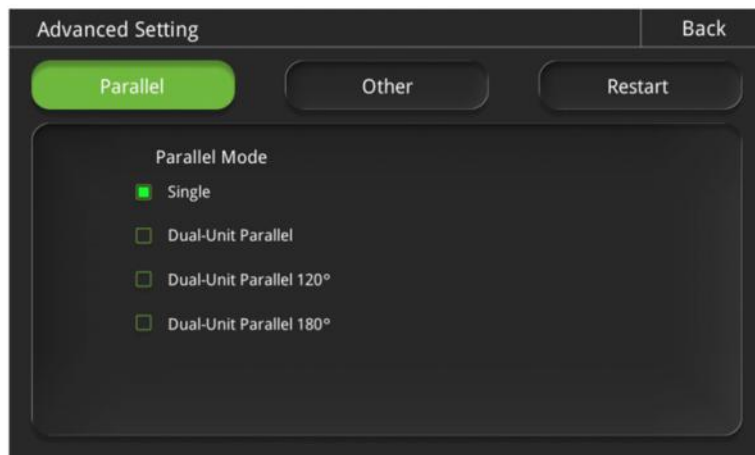 Advanced Setting Back
Parallel Other Restart
Parallel Mode
Single
Dual-Unit Parallel
Dual-Unit Parallel 120°
Dual-Unit Parallel 180°